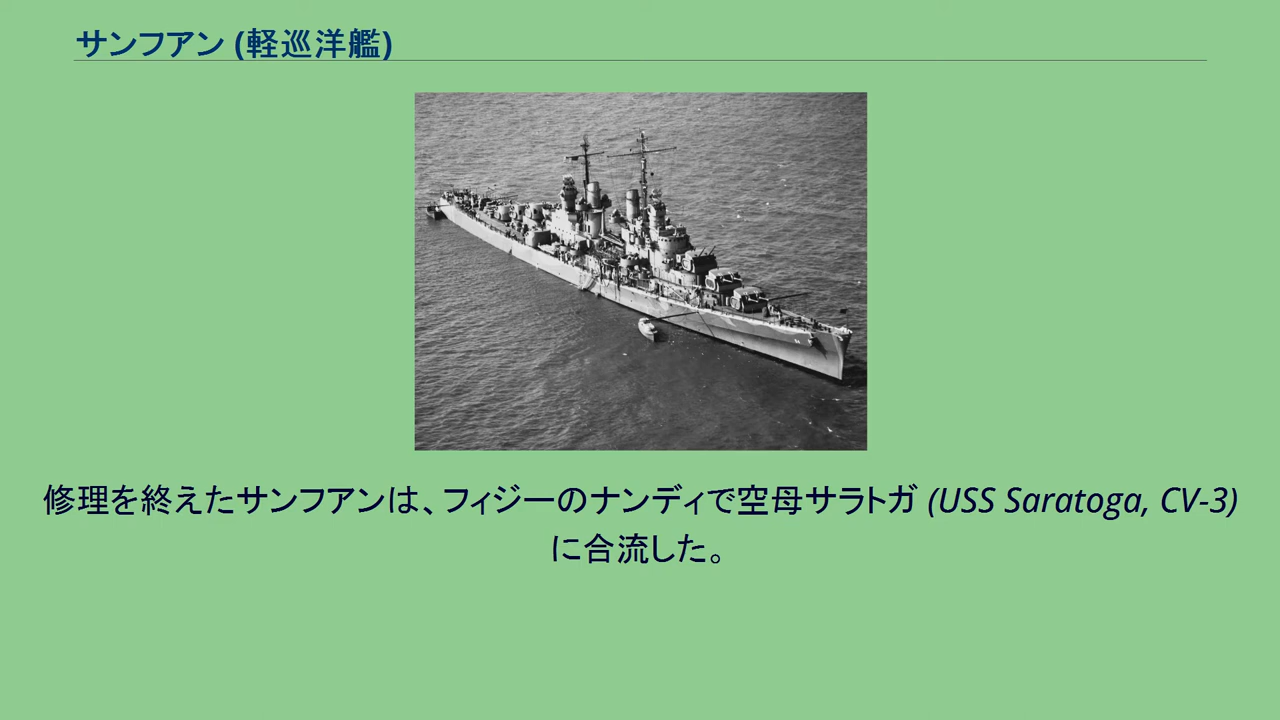 サンフアン (軽巡洋艦)
修理を終えたサンフアンは、フィジーのナンディで空母サラトガ (USS Saratoga, CV-3)
に合流した。